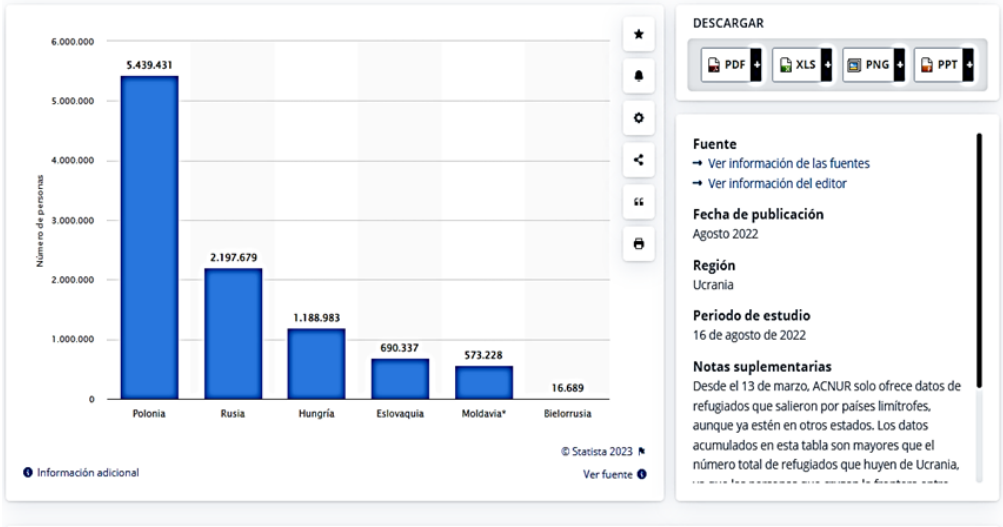 6.000.000
5.000.000
4.000.000
3.000.000
2.000.000
1.000.000
0
Número de personas
5.439.431
2.197.679
1.188.983
690.337
573.228
16.689
Polonia
Rusia
Hungría
Eslovaquia
Moldavia*
Bielorrusia
© Statista 2023
Información adicional
Ver fuente
DESCARGAR
PDF +
XLS +
PNG +
PPT +
Fuente
→ Ver información de las fuentes
→ Ver información del editor
Fecha de publicación
Agosto 2022
Región
Ucrania
Periodo de estudio
16 de agosto de 2022
Notas suplementarias
Desde el 13 de marzo, ACNUR solo ofrece datos de
refugiados que salieron por países limítrofes,
aunque ya estén en otros estados. Los datos
acumulados en esta tabla son mayores que el
número total de refugiados que huyen de Ucrania,